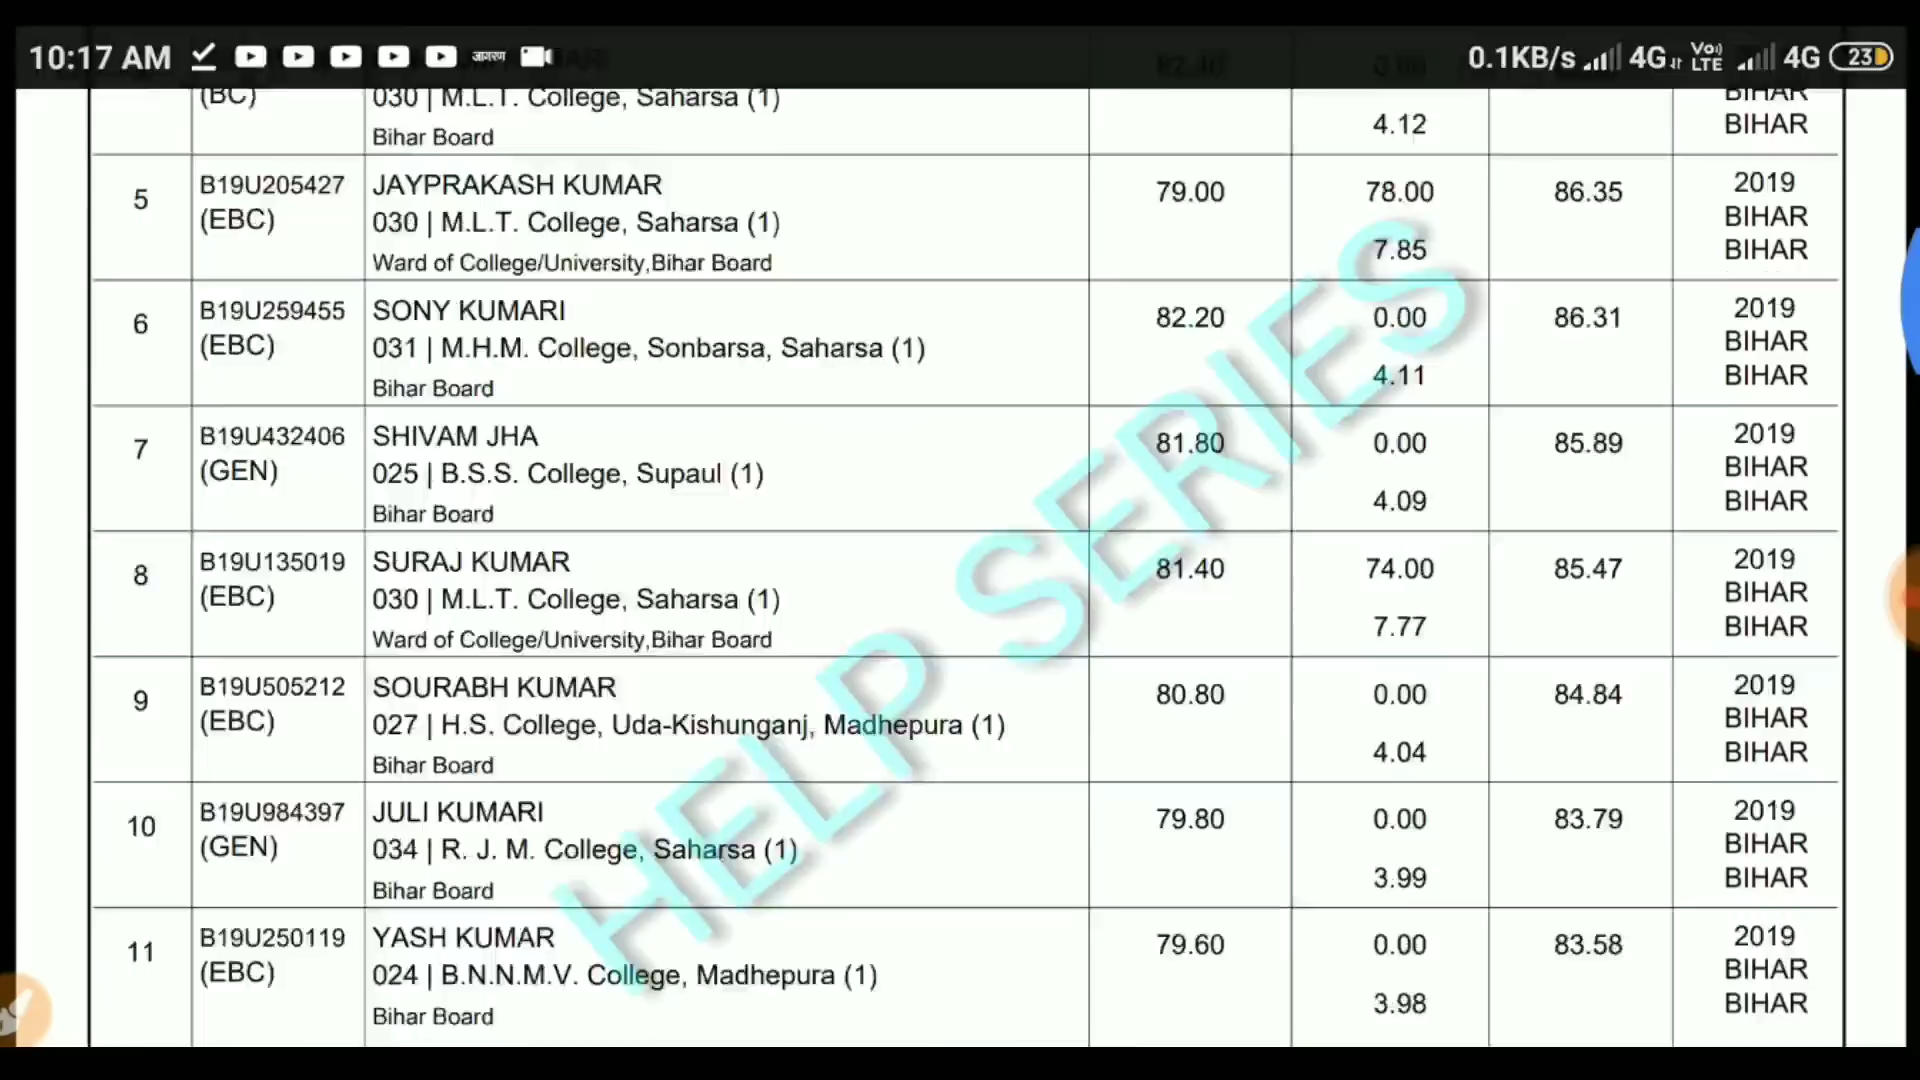 10:17 AM जागरण 0.1KB/s 4G Vo) LTE 4G 23
82.40
(BC) 030 | M.L.T. College, Saharsa (1) BIHAR
Bihar Board 4.12 BIHAR
5 B19U205427 JAYPRAKASH KUMAR 79.00 78.00 86.35 2019
(EBC) 030 | M.L.T. College, Saharsa (1) BIHAR
Ward of College/University,Bihar Board 7.85 BIHAR
6 B19U259455 SONY KUMARI 82.20 0.00 86.31 2019
(EBC) 031 | M.H.M. College, Sonbarsa, Saharsa (1) BIHAR
Bihar Board 4.11 BIHAR
7 B19U432406 SHIVAM JHA 81.80 0.00 85.89 2019
(GEN) 025 | B.S.S. College, Supaul (1) BIHAR
Bihar Board 4.09 BIHAR
8 B19U135019 SURAJ KUMAR 81.40 74.00 85.47 2019
(EBC) 030 | M.L.T. College, Saharsa (1) BIHAR
Ward of College/University,Bihar Board 7.77 BIHAR
9 B19U505212 SOURABH KUMAR 80.80 0.00 84.84 2019
(EBC) 027 | H.S. College, Uda-Kishunganj, Madhepura (1) BIHAR
Bihar Board 4.04 BIHAR
10 B19U984397 JULI KUMARI 79.80 0.00 83.79 2019
(GEN) 034 | R. J. M. College, Saharsa (1) BIHAR
Bihar Board 3.99 BIHAR
11 B19U250119 YASH KUMAR 79.60 0.00 83.58 2019
(EBC) 024 | B.N.N.M.V. College, Madhepura (1) BIHAR
Bihar Board 3.98 BIHAR
HELP SERIES